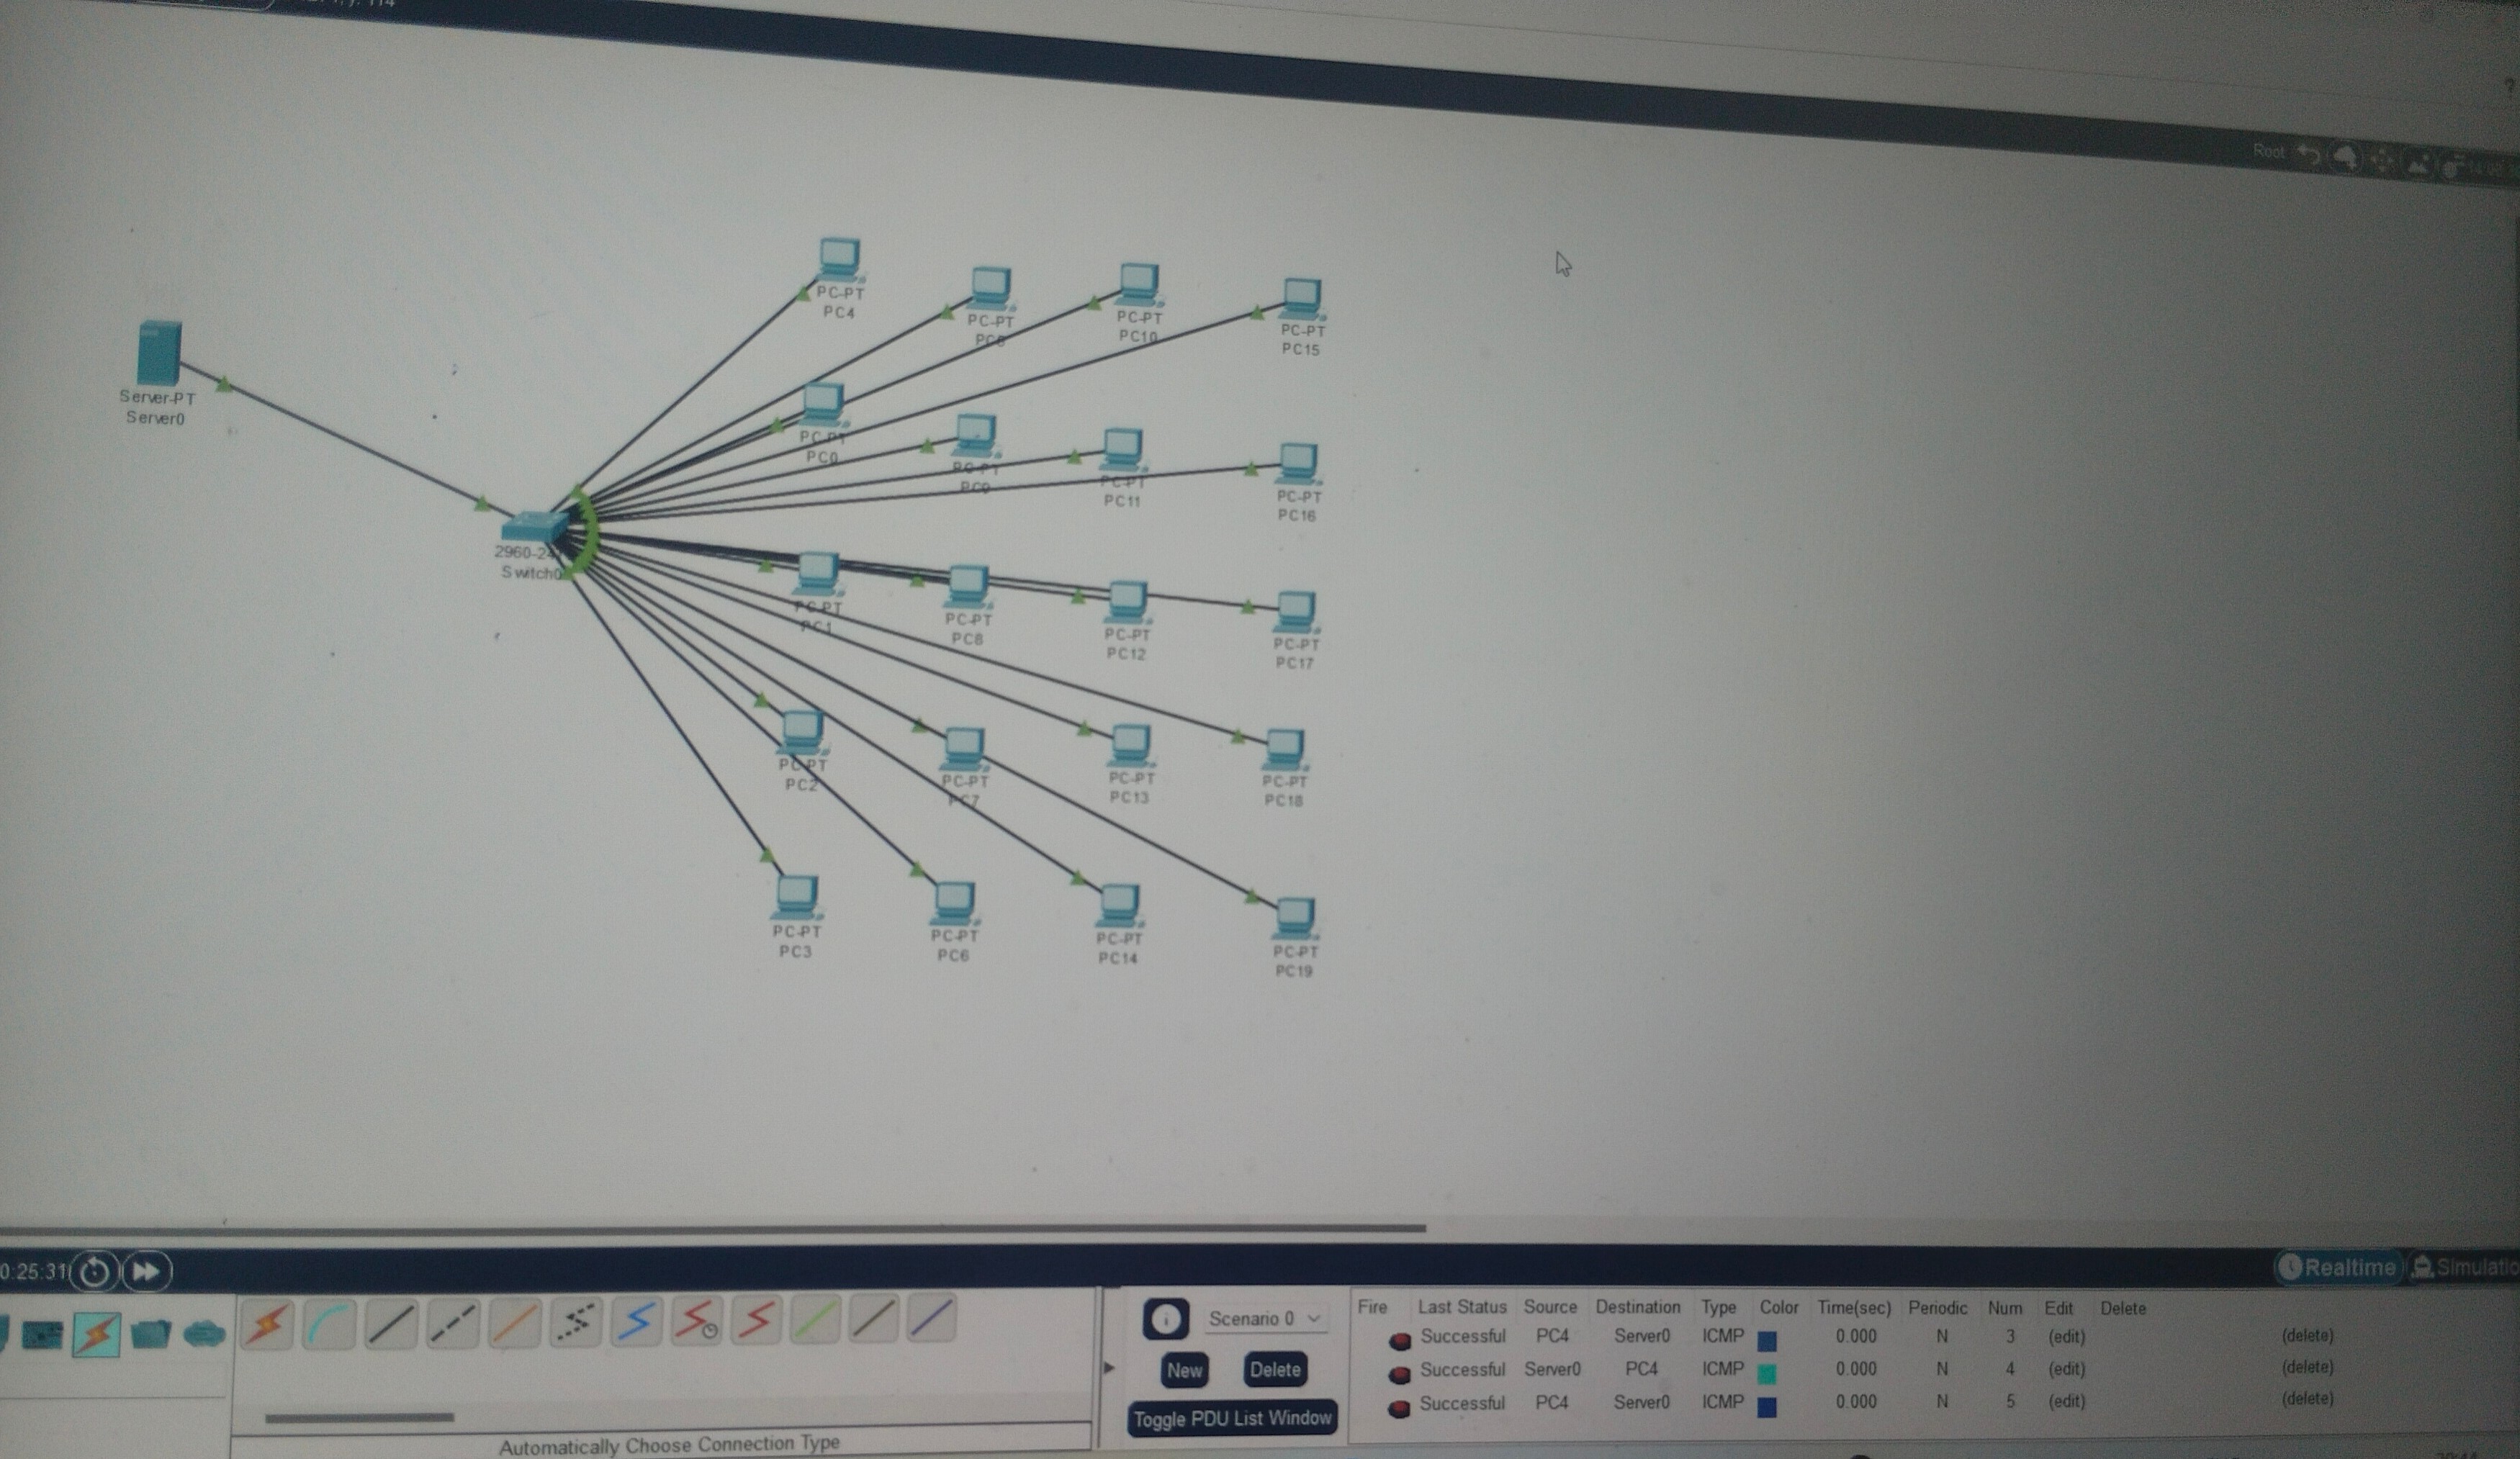 Root
PC-PT
PC4
PC-PT
PC-PT
PC10
PC-PT
PC15
Server-PT
Server0
PC-PT
PC0
PC-PT
PC9
PC-PT
PC11
PC-PT
PC16
Switch0
PC-PT
PC1
PC-PT
PC8
PC-PT
PC12
PC-PT
PC17
PC-PT
PC2
PC-PT
PC7
PC-PT
PC13
PC-PT
PC18
PC-PT
PC3
PC-PT
PC6
PC-PT
PC14
PC-PT
PC19
0:25:31
Realtime
Scenario 0
New Delete
Toggle PDU List Window
Automatically Choose Connection Type
Fire Last Status Source Destination Type Color Time(sec) Periodic Num Edit Delete
Successful PC4 Server0 ICMP 0.000 N 3 (edit) (delete)
Successful Server0 PC4 ICMP 0.000 N 4 (edit) (delete)
Successful PC4 Server0 ICMP 0.000 N 5 (edit) (delete)